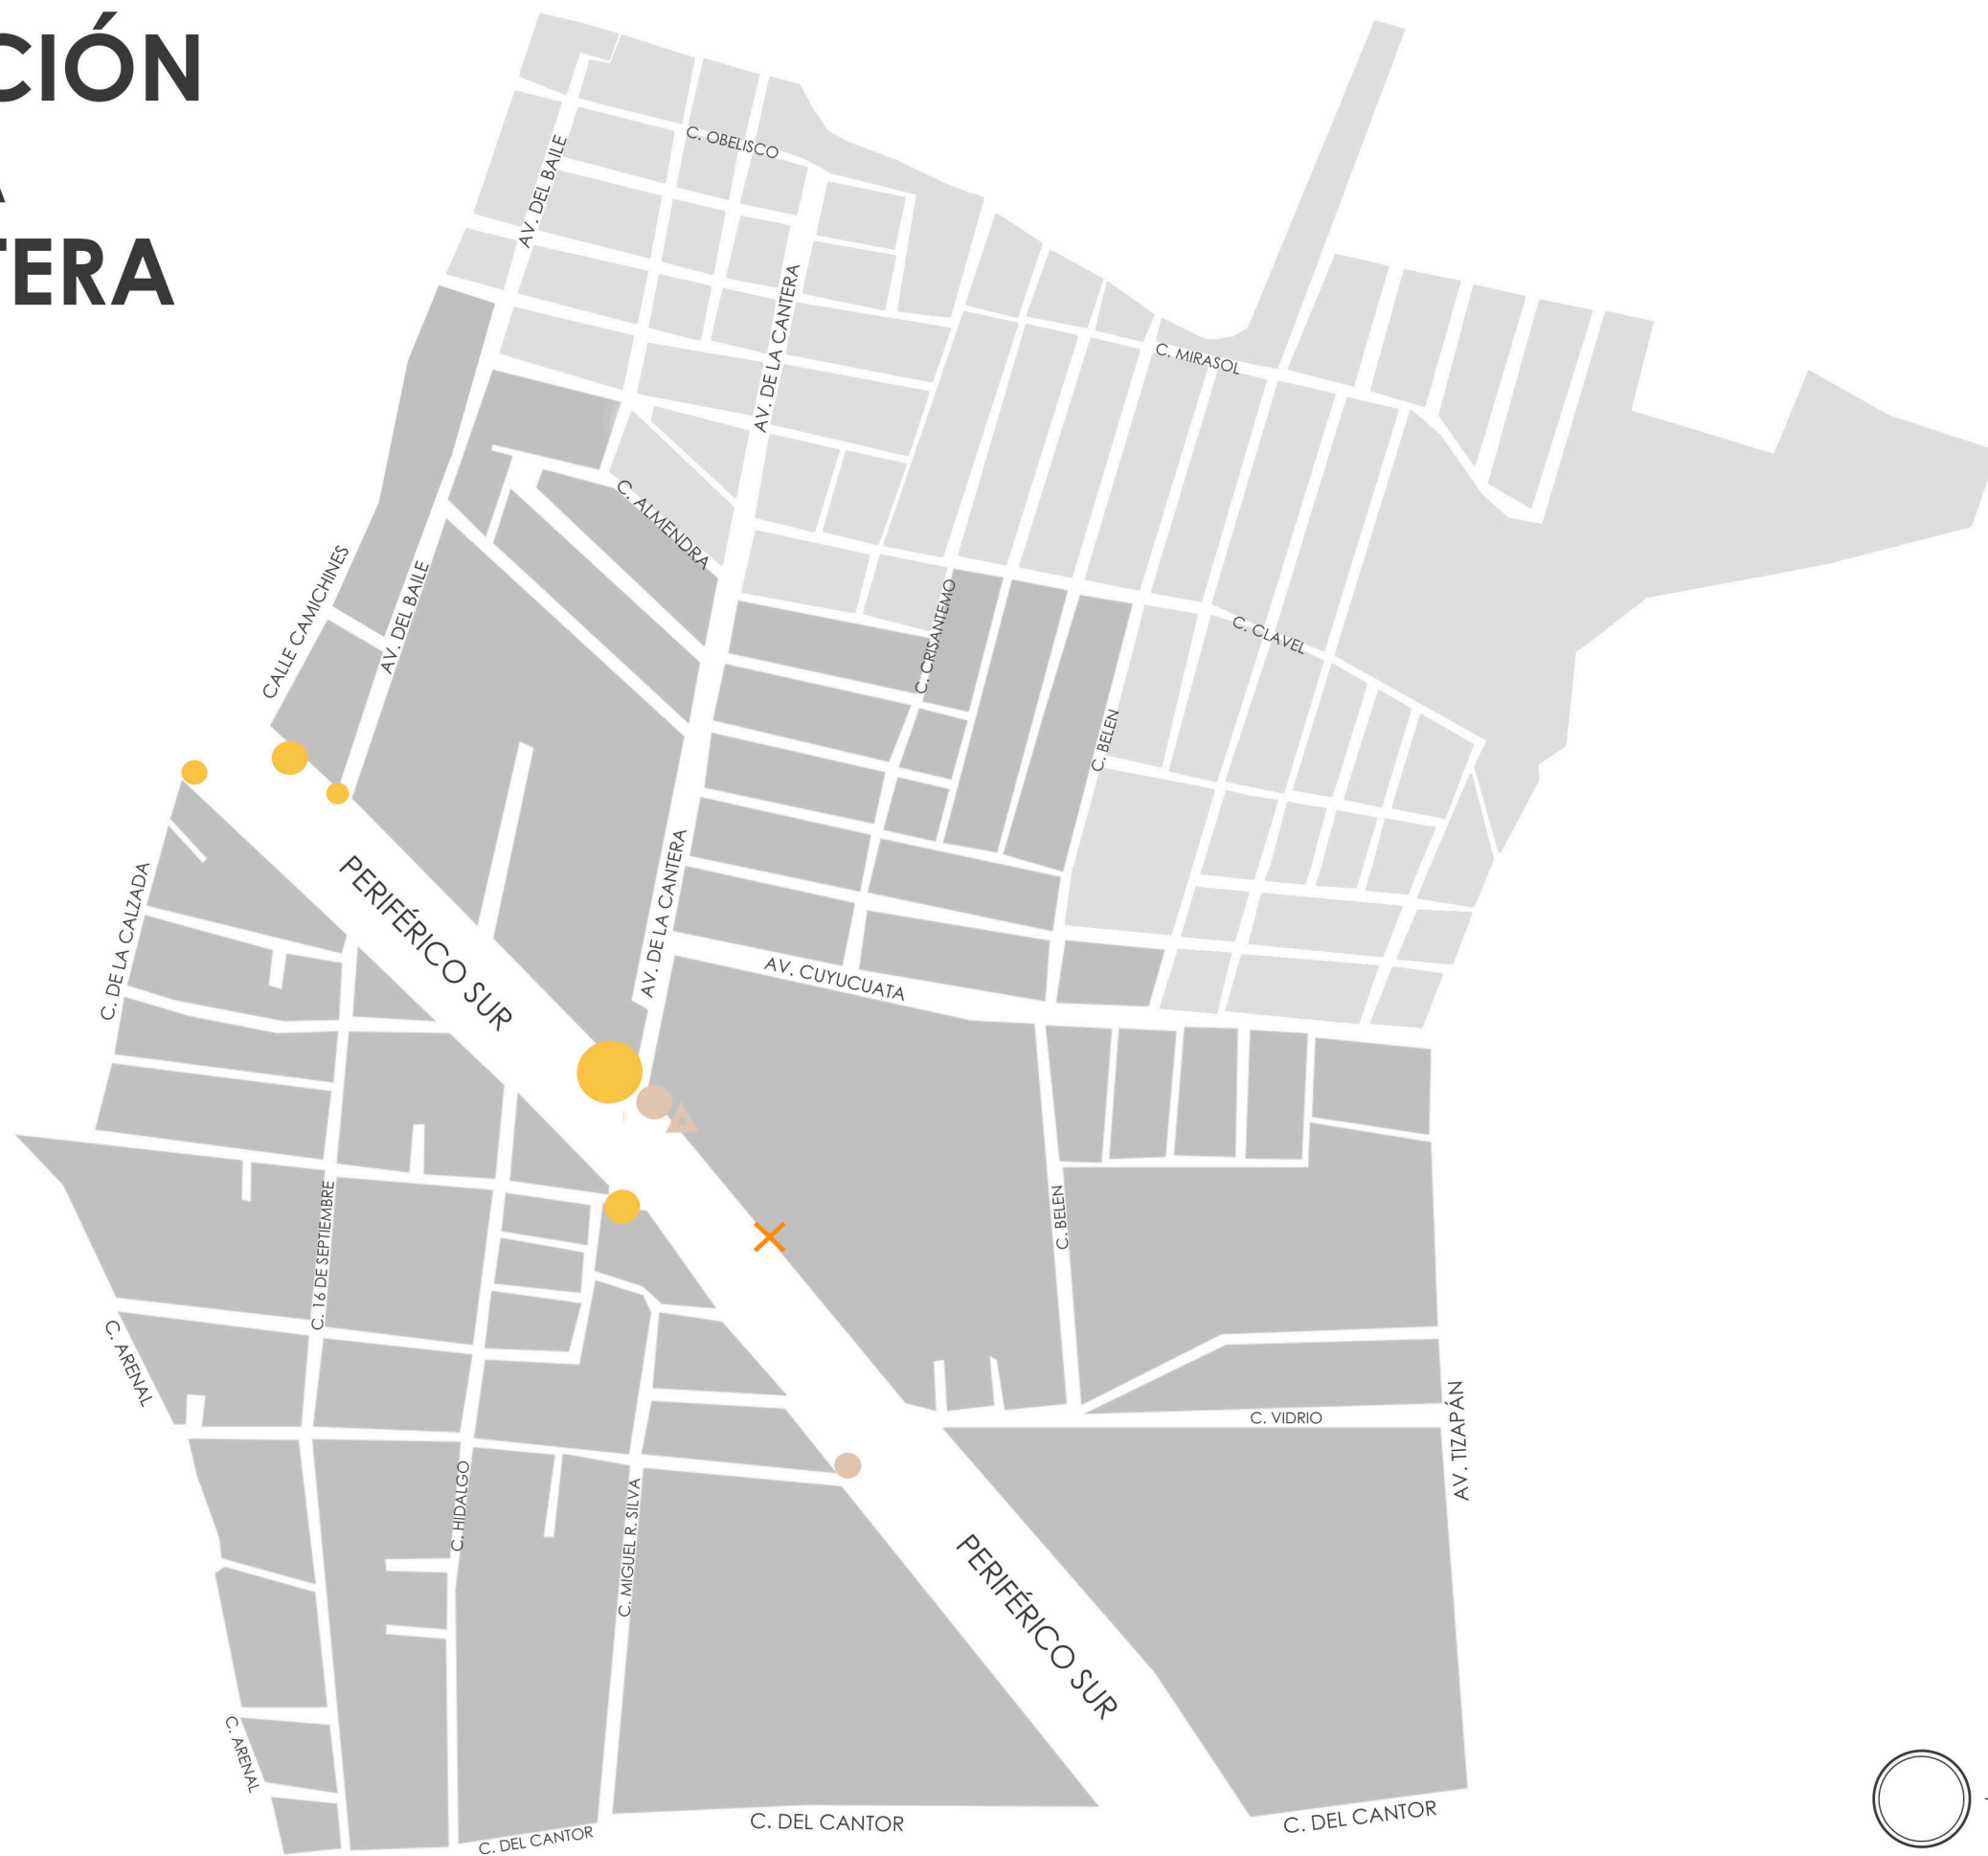 CIÓN
A
TERA
C. OBELISCO
AV. DEL BAILE
AV. DE LA CANTERA
C. MIRASOL
C. ALMENDRA
CALLE CAMICHINES
AV. DEL BAILE
C. CRISANTEMO
C. CLAVEL
C. BELEN
PERIFÉRICO SUR
C. DE LA CALZADA
AV. DE LA CANTERA
AV. CUYUCUATA
C. 16 DE SEPTIEMBRE
C. BELEN
C. ARENAL
C. VIDRIO
AV. TIZAPÁN
C. HIDALGO
C. MIGUEL R. SILVA
PERIFÉRICO SUR
C. ARENAL
C. DEL CANTOR
C. DEL CANTOR
C. DEL CANTOR